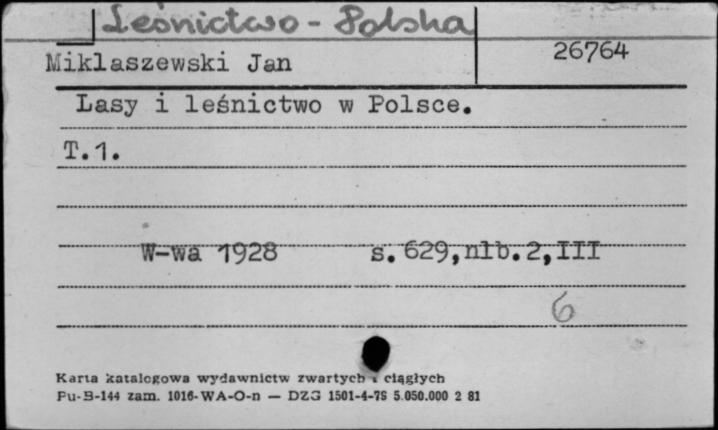 Leśnictwo - Polska
Miklaszewski Jan 26764
Lasy i leśnictwo w Polsce.
T.1.
W-wa 1928 s.629,nlb.2,III
6
Karta katalogowa wydawnictw zwartych i ciągłych
Pu-B-144 zam. 1016-WA-O-n — DZG 1501-4-78 5.050.000 2 81